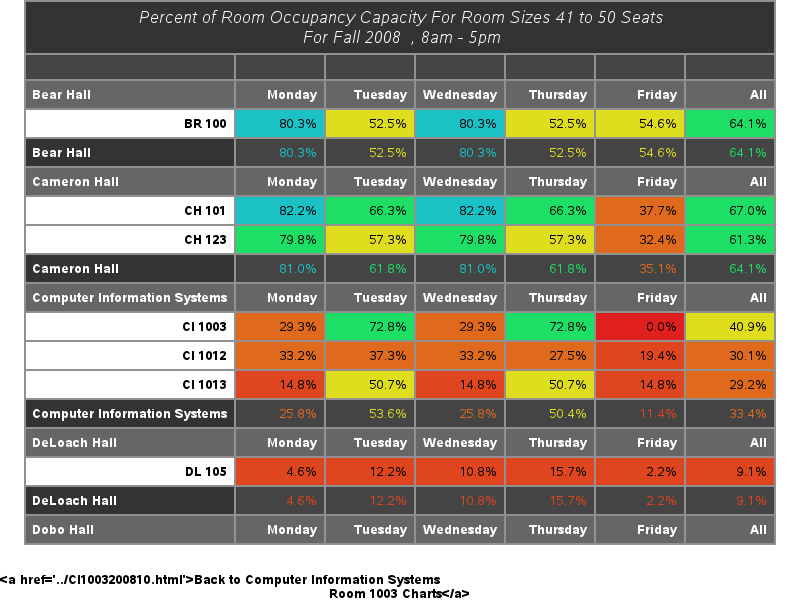 Percent of Room Occupancy Capacity For Room Sizes 41 to 50 Seats
For Fall 2008 , 8am - 5pm
Bear Hall Monday Tuesday Wednesday Thursday Friday All
BR 100 80.3% 52.5% 80.3% 52.5% 54.6% 64.1%
Bear Hall 80.3% 52.5% 80.3% 52.5% 54.6% 64.1%
Cameron Hall Monday Tuesday Wednesday Thursday Friday All
CH 101 82.2% 66.3% 82.2% 66.3% 37.7% 67.0%
CH 123 79.8% 57.3% 79.8% 57.3% 32.4% 61.3%
Cameron Hall 81.0% 61.8% 81.0% 61.8% 35.1% 64.1%
Computer Information Systems Monday Tuesday Wednesday Thursday Friday All
CI 1003 29.3% 72.8% 29.3% 72.8% 0.0% 40.9%
CI 1012 33.2% 37.3% 33.2% 27.5% 19.4% 30.1%
CI 1013 14.8% 50.7% 14.8% 50.7% 14.8% 29.2%
Computer Information Systems 25.8% 53.6% 25.8% 50.4% 11.4% 33.4%
DeLoach Hall Monday Tuesday Wednesday Thursday Friday All
DL 105 4.6% 12.2% 10.8% 15.7% 2.2% 9.1%
DeLoach Hall 4.6% 12.2% 10.8% 15.7% 2.2% 9.1%
Dobo Hall Monday Tuesday Wednesday Thursday Friday All
<a href='../CI1003200810.html'>Back to Computer Information Systems
Room 1003 Charts</a>